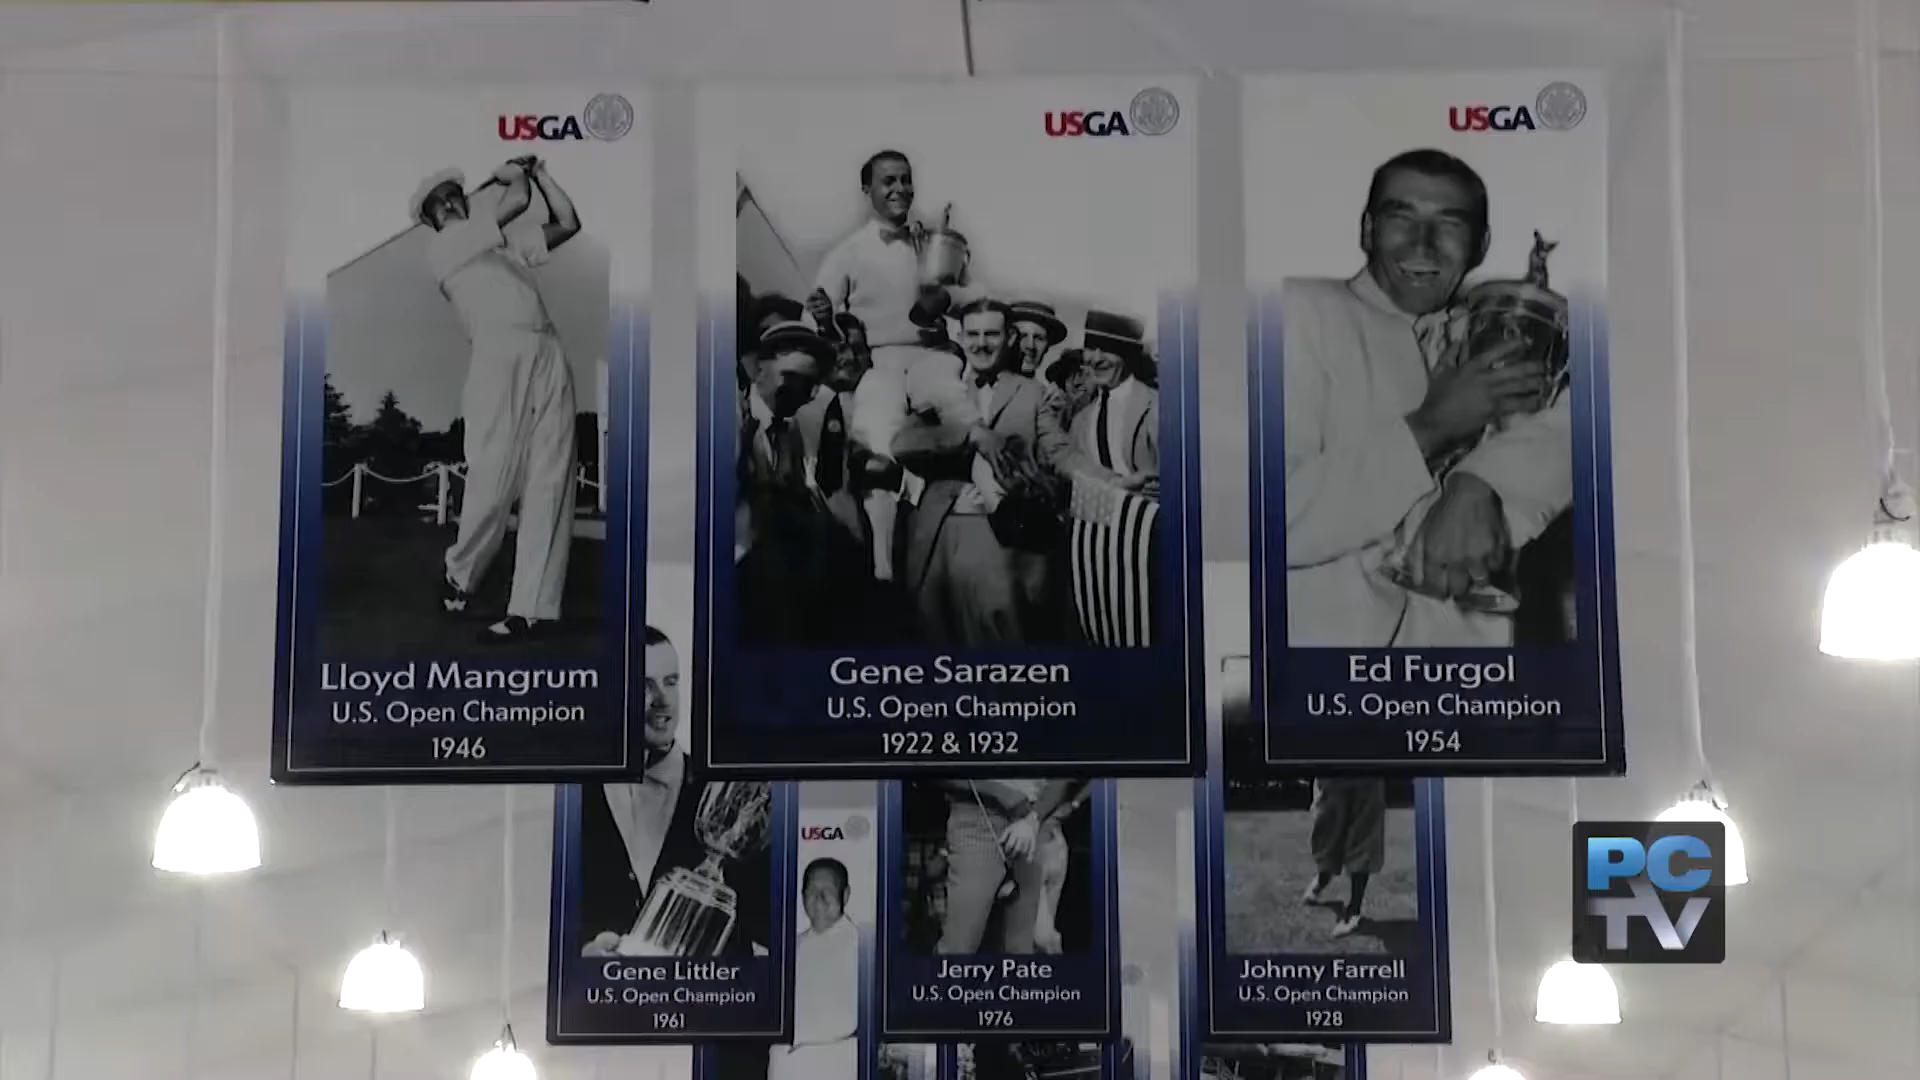 USGA
USGA
USGA
Lloyd Mangrum
U.S. Open Champion
1946
Gene Sarazen
U.S. Open Champion
1922 & 1932
Ed Furgol
U.S. Open Champion
1954
USGA
Gene Littler
U.S. Open Champion
1961
Jerry Pate
U.S. Open Champion
1976
Johnny Farrell
U.S. Open Champion
1928
PC
TV